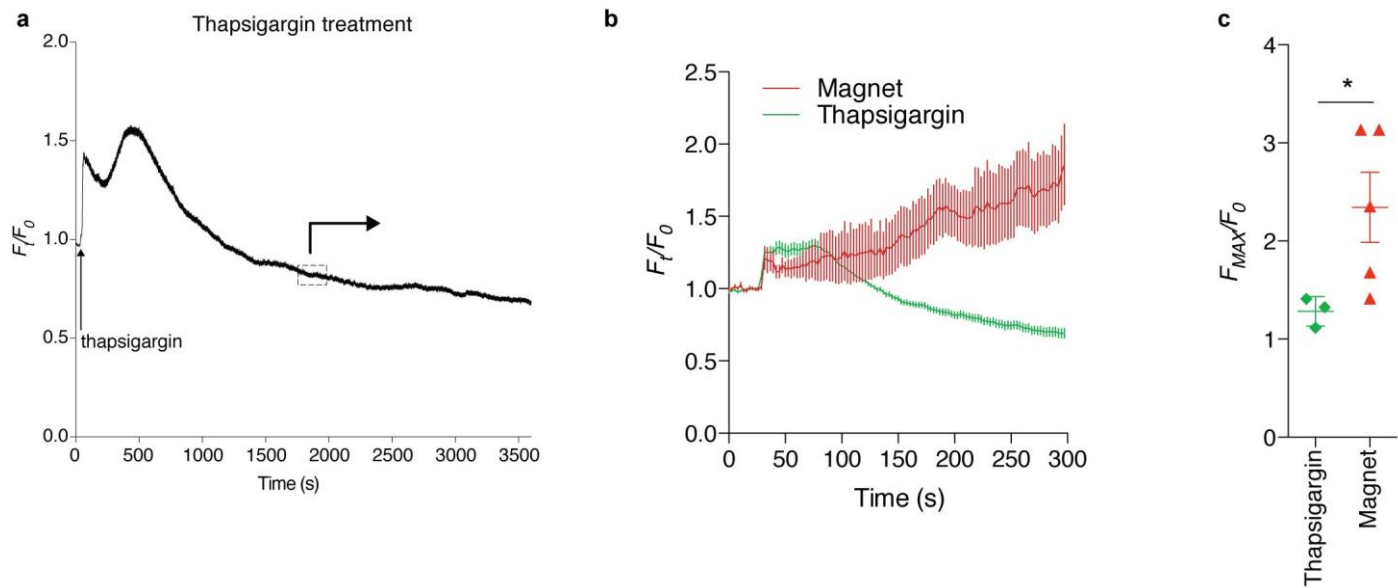 a
Thapsigargin treatment
2.0
1.5
1.0
0.5
0.0
Ft/F0
thapsigargin
0 500 1000 1500 2000 2500 3000 3500
Time (s)
b
2.5
2.0
1.5
1.0
0.5
0.0
Ft/F0
Magnet
Thapsigargin
0 50 100 150 200 250 300
Time (s)
c
4
3
2
1
0
FMAX/F0
*
Thapsigargin
Magnet